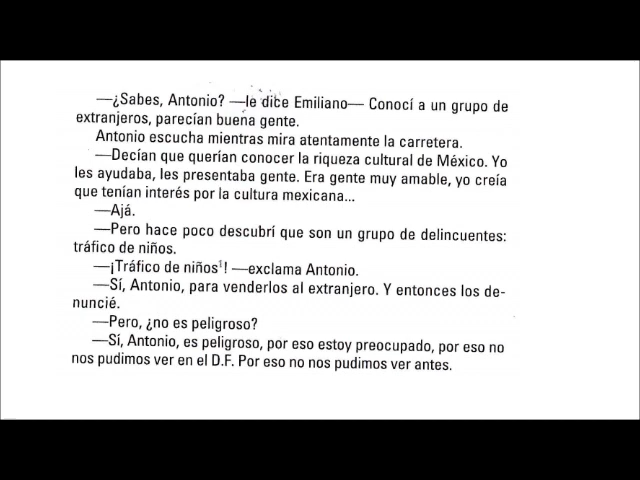 —¿Sabes, Antonio? —le dice Emiliano— Conocí a un grupo de
extranjeros, parecían buena gente.
Antonio escucha mientras mira atentamente la carretera.
—Decían que querían conocer la riqueza cultural de México. Yo
les ayudaba, les presentaba gente. Era gente muy amable, yo creía
que tenían interés por la cultura mexicana...
—Ajá.
—Pero hace poco descubrí que son un grupo de delincuentes:
tráfico de niños.
—¡Tráfico de niños¹! —exclama Antonio.
—Sí, Antonio, para venderlos al extranjero. Y entonces los de-
nuncié.
—Pero, ¿no es peligroso?
—Sí, Antonio, es peligroso, por eso estoy preocupado, por eso no
nos pudimos ver en el D.F. Por eso no nos pudimos ver antes.